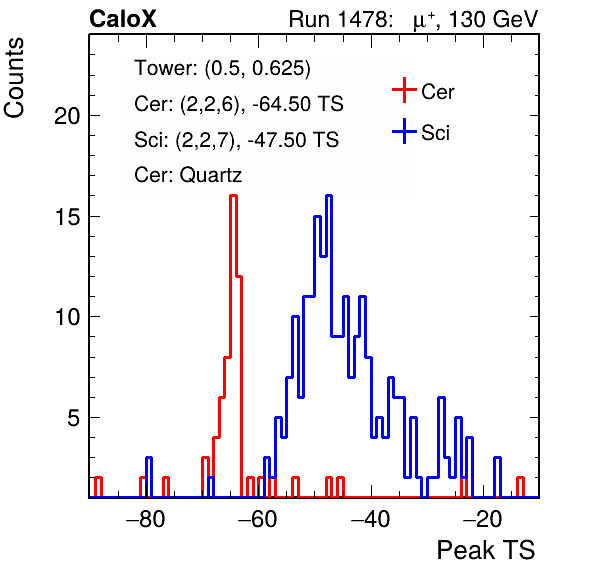 CaloX Run 1478: μ⁺, 130 GeV
Counts
Tower: (0.5, 0.625)
Cer: (2,2,6), -64.50 TS
Sci: (2,2,7), -47.50 TS
Cer: Quartz
Cer
Sci
20
15
10
5
−80 −60 −40 −20
Peak TS